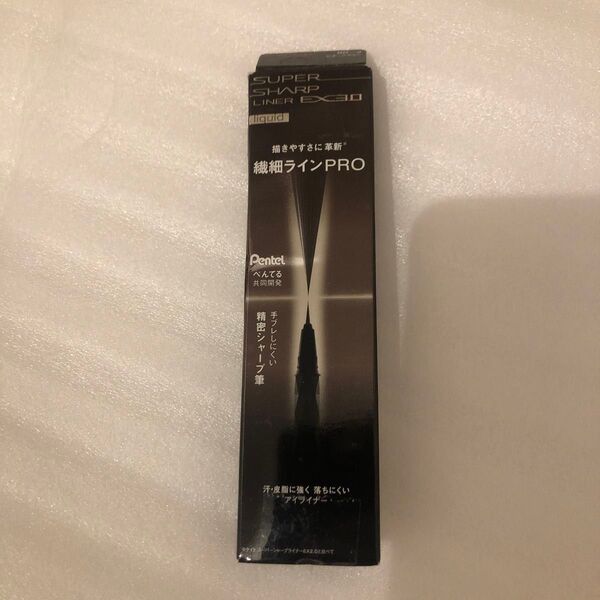 SUPER
SHARP
LINER EX3.0
liquid
描きやすさに 革新※
繊細ラインPRO
Pentel
ぺんてる
共同開発
手ブレしにくい
精密シャープ筆
汗・皮脂に強く 落ちにくい
アイライナー